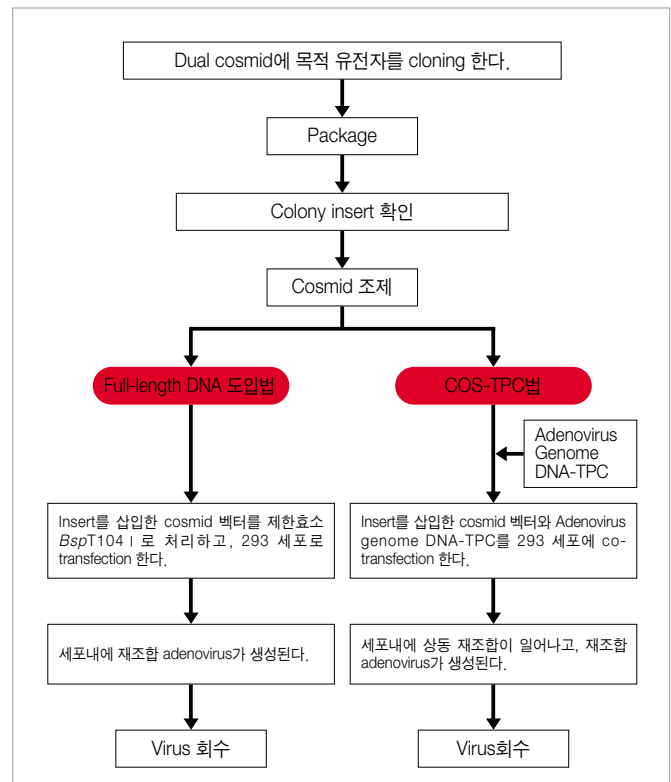 Dual cosmid에 목적 유전자를 cloning 한다.
Package
Colony insert 확인
Cosmid 조제
Full-length DNA 도입법
COS-TPC법
Adenovirus
Genome
DNA-TPC
Insert를 삽입한 cosmid 벡터를 제한효소
BspT104 I 로 처리하고, 293 세포로
transfection 한다.
Insert를 삽입한 cosmid 벡터와 Adenovirus
genome DNA-TPC를 293 세포에 co-
transfection 한다.
세포내에 재조합 adenovirus가 생성된다.
세포내에 상동 재조합이 일어나고, 재조합
adenovirus가 생성된다.
Virus 회수
Virus회수